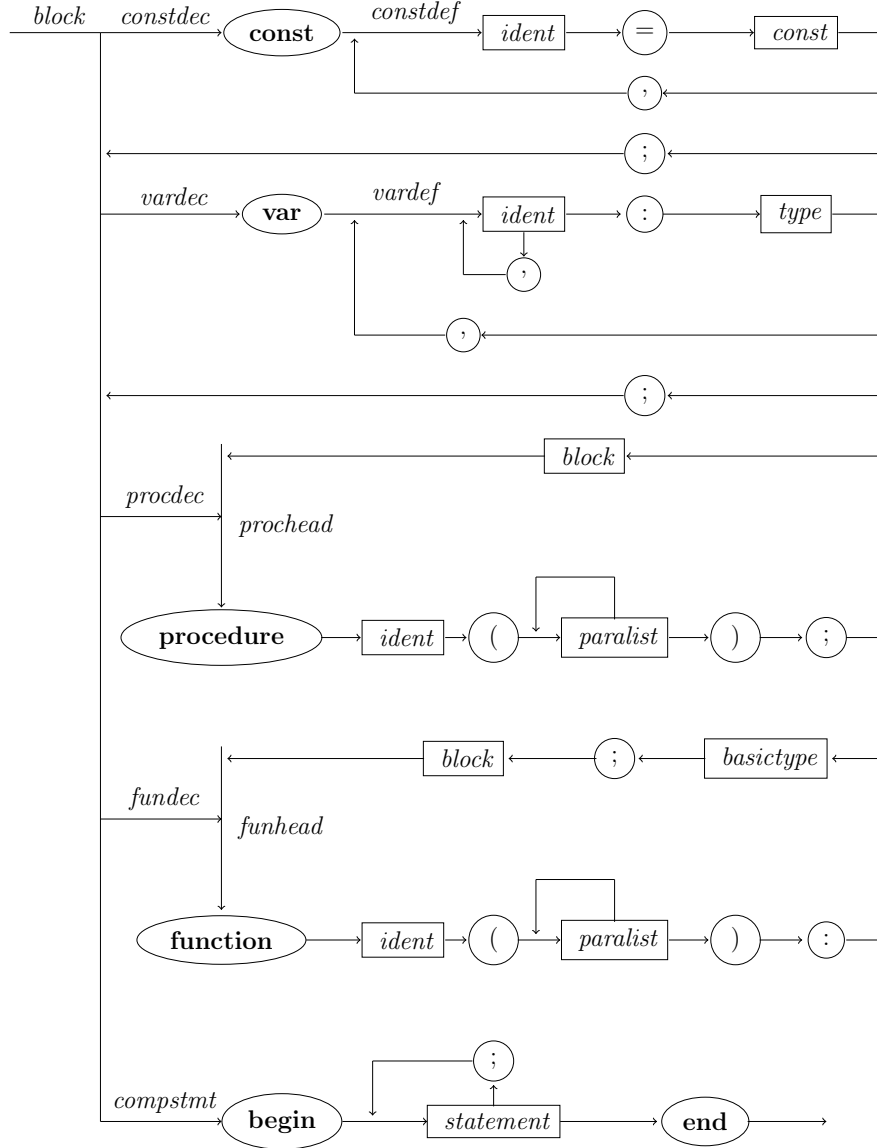 block constdec const constdef ident = const
,
;
vardec var vardef ident : type
,
,
;
block
procdec
prochead
procedure ident ( paralist ) ;
block ; basictype
fundec
funhead
function ident ( paralist ) :
;
compstmt begin statement end